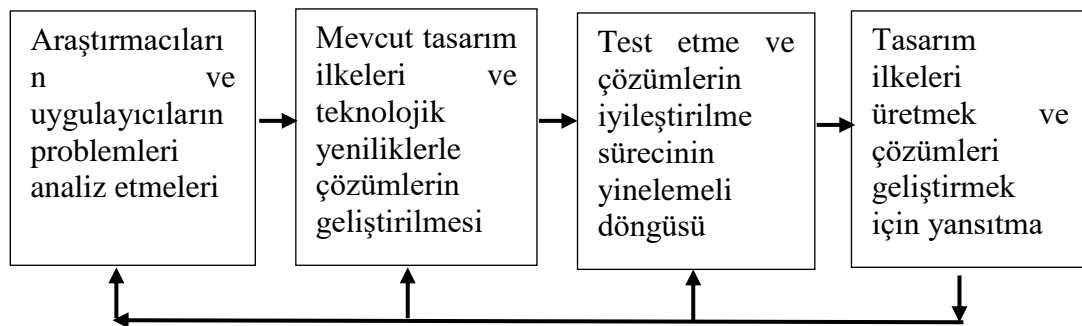 Araştırmacıları
n ve
uygulayıcıların
problemleri
analiz etmeleri
Mevcut tasarım
ilkeleri ve
teknolojik
yeniliklerle
çözümlerin
geliştirilmesi
Test etme ve
çözümlerin
iyileştirilme
sürecinin
yinelemeli
döngüsü
Tasarım
ilkeleri
üretmek ve
çözümleri
geliştirmek
için yansıtma